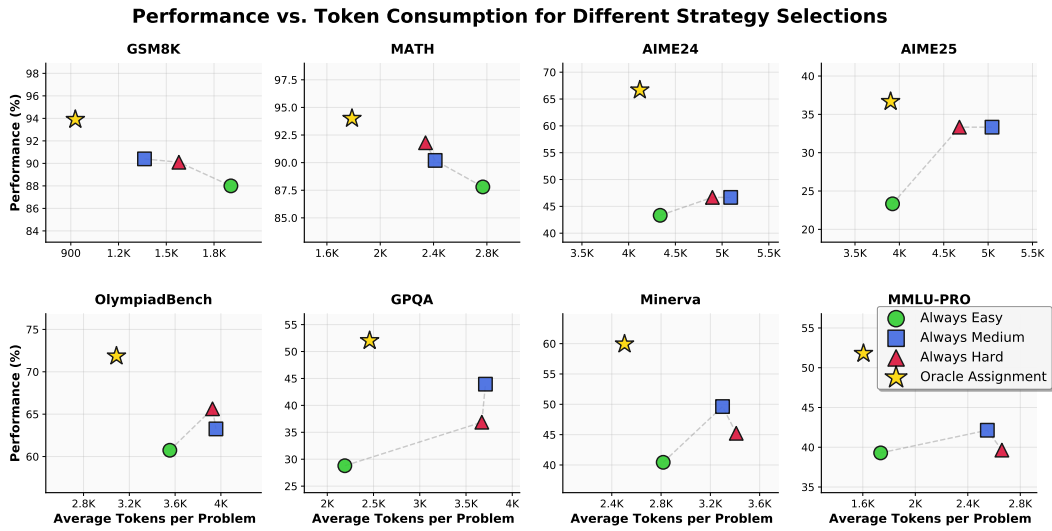 Performance vs. Token Consumption for Different Strategy Selections
GSM8K
MATH
AIME24
AIME25
Performance (%)
98
96
94
92
90
88
86
84
900
1.2K
1.5K
1.8K
97.5
95.0
92.5
90.0
87.5
85.0
1.6K
2K
2.4K
2.8K
70
65
60
55
50
45
40
3.5K
4K
4.5K
5K
5.5K
40
35
30
25
20
3.5K
4K
4.5K
5K
5.5K
OlympiadBench
GPQA
Minerva
MMLU-PRO
Performance (%)
75
70
65
60
2.8K
3.2K
3.6K
4K
Average Tokens per Problem
55
50
45
40
35
30
25
2K
2.5K
3K
3.5K
4K
Average Tokens per Problem
60
55
50
45
40
2.4K
2.8K
3.2K
3.6K
Average Tokens per Problem
55
50
45
40
35
1.6K
2K
2.4K
2.8K
Average Tokens per Problem
Always Easy
Always Medium
Always Hard
Oracle Assignment